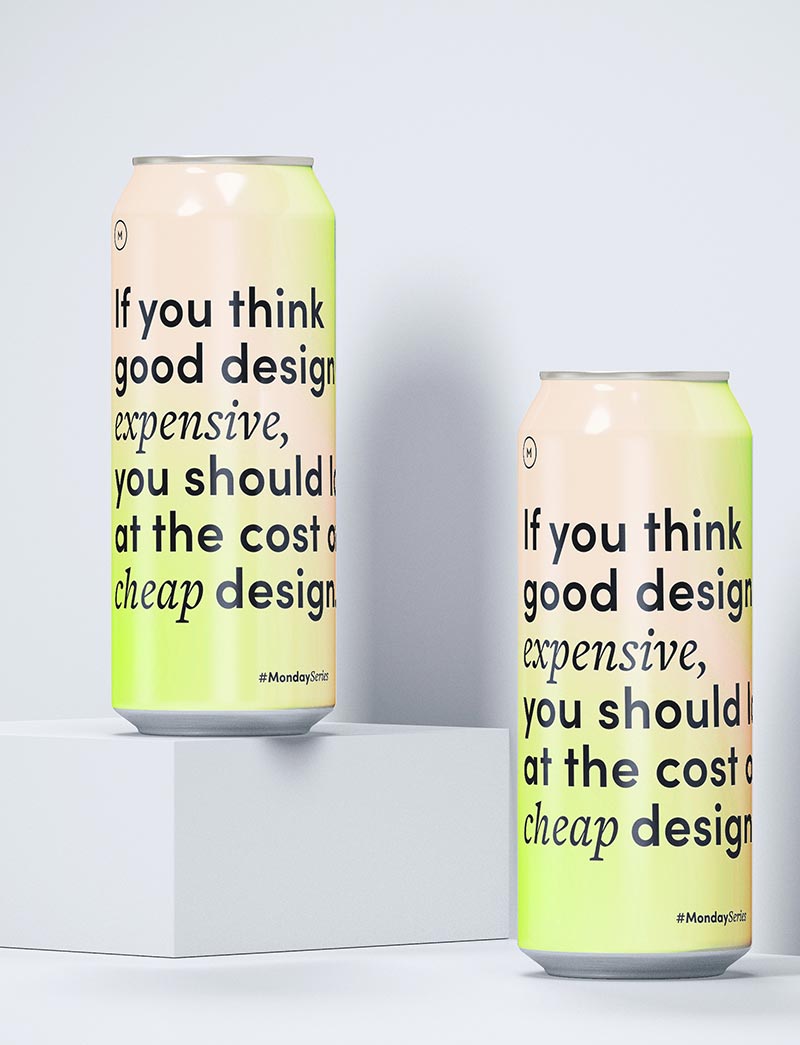 M
If you think
good design
expensive,
you should
at the cost
cheap design.
#MondaySeries
M
If you think
good design
expensive,
you should
at the cost
cheap design
#MondaySeries